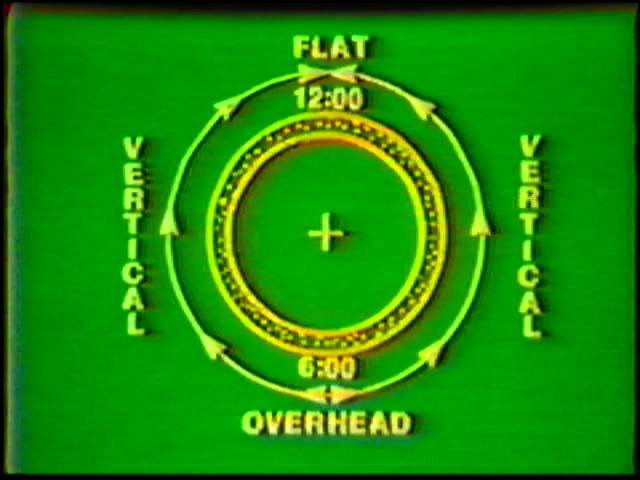 FLAT
12:00
VERTICAL
VERTICAL
6:00
OVERHEAD